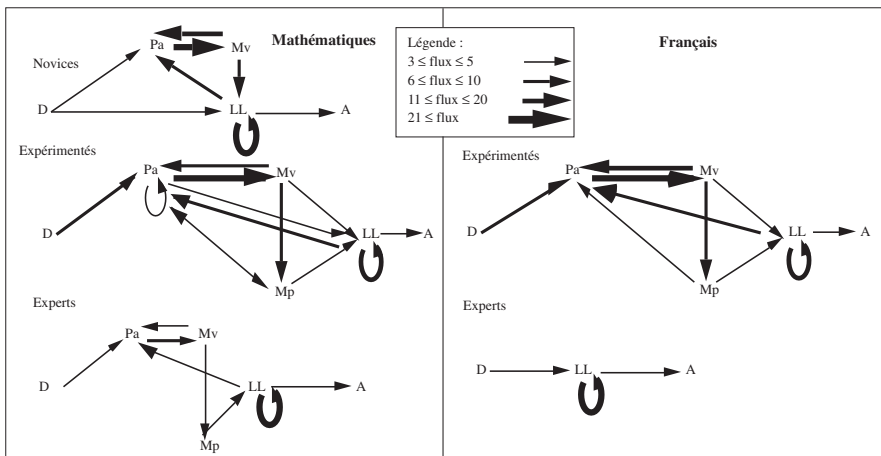 Mathématiques
Pa
Mv
Novices
D
LL
A
Expérimentés
Pa
Mv
D
LL
A
Mp
Experts
Pa
Mv
D
LL
A
Mp
Légende :
3 ≤ flux ≤ 5
6 ≤ flux ≤ 10
11 ≤ flux ≤ 20
21 ≤ flux
Français
Expérimentés
Pa
Mv
D
LL
A
Mp
Experts
D
LL
A